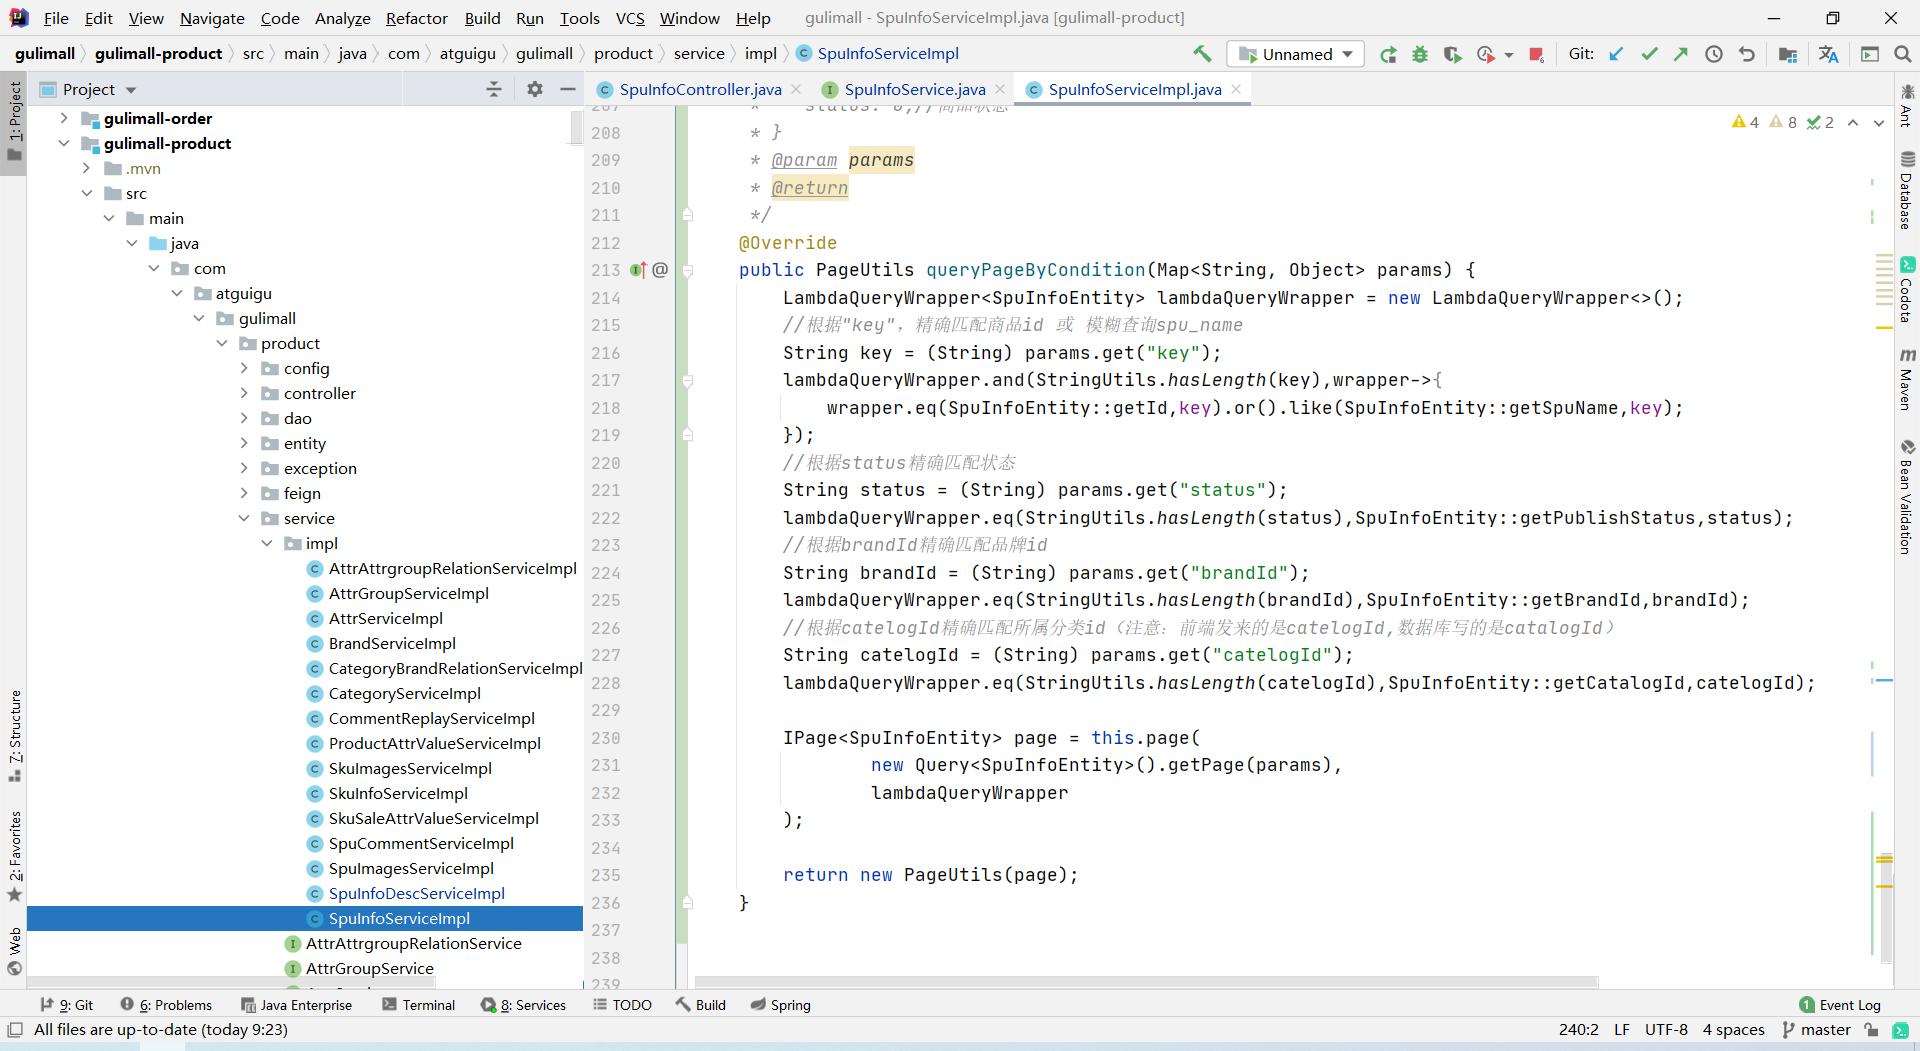 File Edit View Navigate Code Analyze Refactor Build Run Tools VCS Window Help gulimall - SpuInfoServiceImpl.java [gulimall-product]
gulimall gulimall-product src main java com atguigu gulimall product service impl SpuInfoServiceImpl Unnamed Git:
Project
SpuInfoController.java SpuInfoService.java SpuInfoServiceImpl.java
1: Project
7: Structure
2: Favorites
Web
gulimall-order
gulimall-product
.mvn
src
main
java
com
atguigu
gulimall
product
config
controller
dao
entity
exception
feign
service
impl
AttrAttrgroupRelationServiceImpl
AttrGroupServiceImpl
AttrServiceImpl
BrandServiceImpl
CategoryBrandRelationServiceImpl
CategoryServiceImpl
CommentReplayServiceImpl
ProductAttrValueServiceImpl
SkuImagesServiceImpl
SkuInfoServiceImpl
SkuSaleAttrValueServiceImpl
SpuCommentServiceImpl
SpuImagesServiceImpl
SpuInfoDescServiceImpl
SpuInfoServiceImpl
AttrAttrgroupRelationService
AttrGroupService
4 8 2
207 * status: 0,//商品状态
208 * }
209 * @param params
210 * @return
211 */
212 @Override
213 @ public PageUtils queryPageByCondition(Map<String, Object> params) {
214 LambdaQueryWrapper<SpuInfoEntity> lambdaQueryWrapper = new LambdaQueryWrapper<>();
215 //根据"key"，精确匹配商品id 或 模糊查询spu_name
216 String key = (String) params.get("key");
217 lambdaQueryWrapper.and(StringUtils.hasLength(key),wrapper->{
218 wrapper.eq(SpuInfoEntity::getId,key).or().like(SpuInfoEntity::getSpuName,key);
219 });
220 //根据status精确匹配状态
221 String status = (String) params.get("status");
222 lambdaQueryWrapper.eq(StringUtils.hasLength(status),SpuInfoEntity::getPublishStatus,status);
223 //根据brandId精确匹配品牌id
224 String brandId = (String) params.get("brandId");
225 lambdaQueryWrapper.eq(StringUtils.hasLength(brandId),SpuInfoEntity::getBrandId,brandId);
226 //根据catelogId精确匹配所属分类id（注意：前端发来的是catelogId,数据库写的是catalogId）
227 String catelogId = (String) params.get("catelogId");
228 lambdaQueryWrapper.eq(StringUtils.hasLength(catelogId),SpuInfoEntity::getCatalogId,catelogId);
229
230 IPage<SpuInfoEntity> page = this.page(
231 new Query<SpuInfoEntity>().getPage(params),
232 lambdaQueryWrapper
233 );
234
235 return new PageUtils(page);
236 }
237
238
239
Ant
Database
Codota
Maven
Bean Validation
9: Git 6: Problems Java Enterprise Terminal 8: Services TODO Build Spring 1 Event Log
All files are up-to-date (today 9:23) 240:2 LF UTF-8 4 spaces master